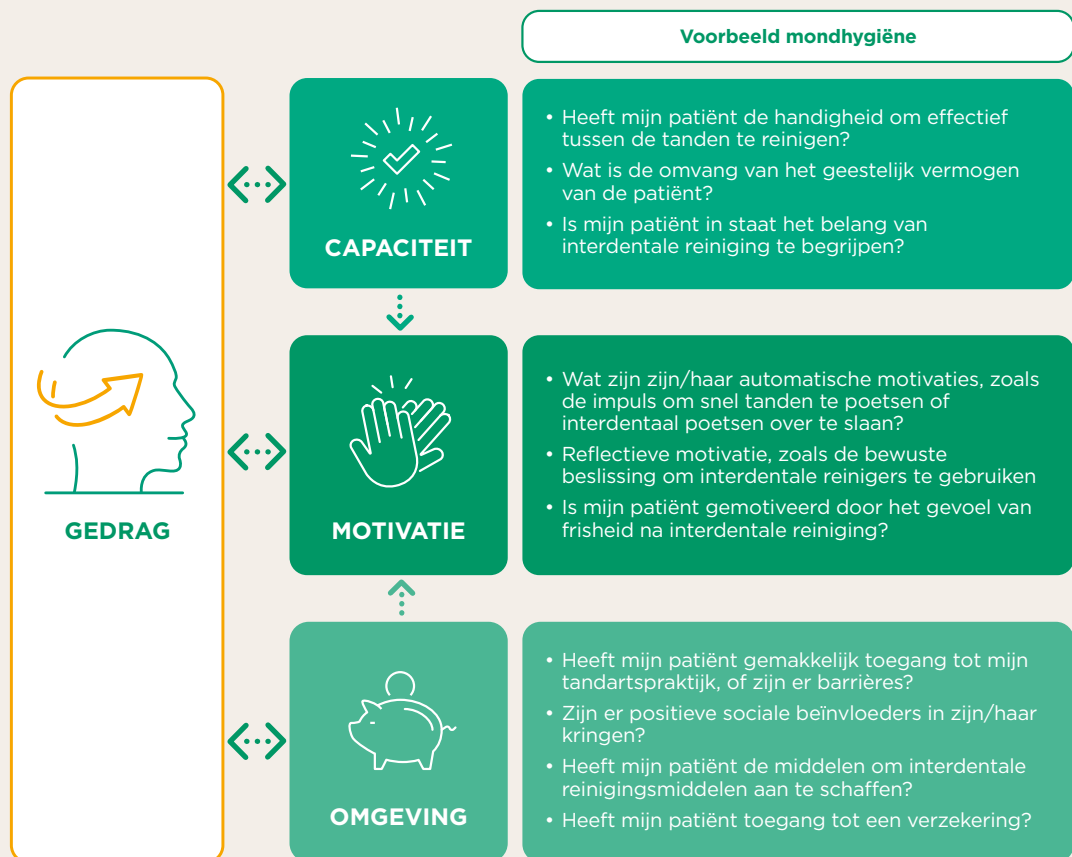 Voorbeeld mondhygiëne
GEDRAG
CAPACITEIT
• Heeft mijn patiënt de handigheid om effectief
tussen de tanden te reinigen?
• Wat is de omvang van het geestelijk vermogen
van de patiënt?
• Is mijn patiënt in staat het belang van
interdentale reiniging te begrijpen?
MOTIVATIE
• Wat zijn zijn/haar automatische motivaties, zoals
de impuls om snel tanden te poetsen of
interdentaal poetsen over te slaan?
• Reflectieve motivatie, zoals de bewuste
beslissing om interdentale reinigers te gebruiken
• Is mijn patiënt gemotiveerd door het gevoel van
frisheid na interdentale reiniging?
OMGEVING
• Heeft mijn patiënt gemakkelijk toegang tot mijn
tandartspraktijk, of zijn er barrières?
• Zijn er positieve sociale beïnvloeders in zijn/haar
kringen?
• Heeft mijn patiënt de middelen om interdentale
reinigingsmiddelen aan te schaffen?
• Heeft mijn patiënt toegang tot een verzekering?